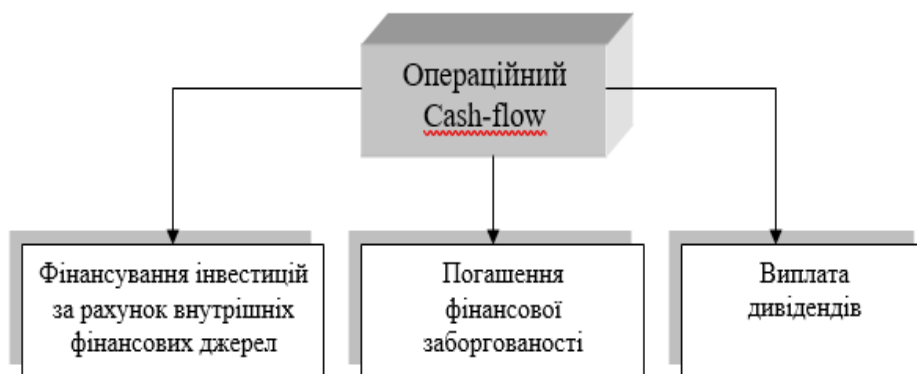 Операційний
Cash-flow
Фінансування інвестицій
за рахунок внутрішніх
фінансових джерел
Погашення
фінансової
заборгованості
Виплата
дивідендів